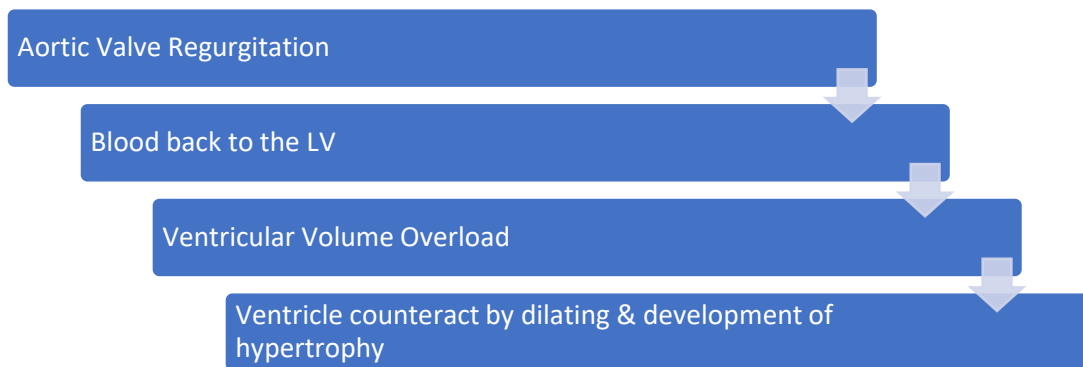 Aortic Valve Regurgitation
Blood back to the LV
Ventricular Volume Overload
Ventricle counteract by dilating & development of
hypertrophy